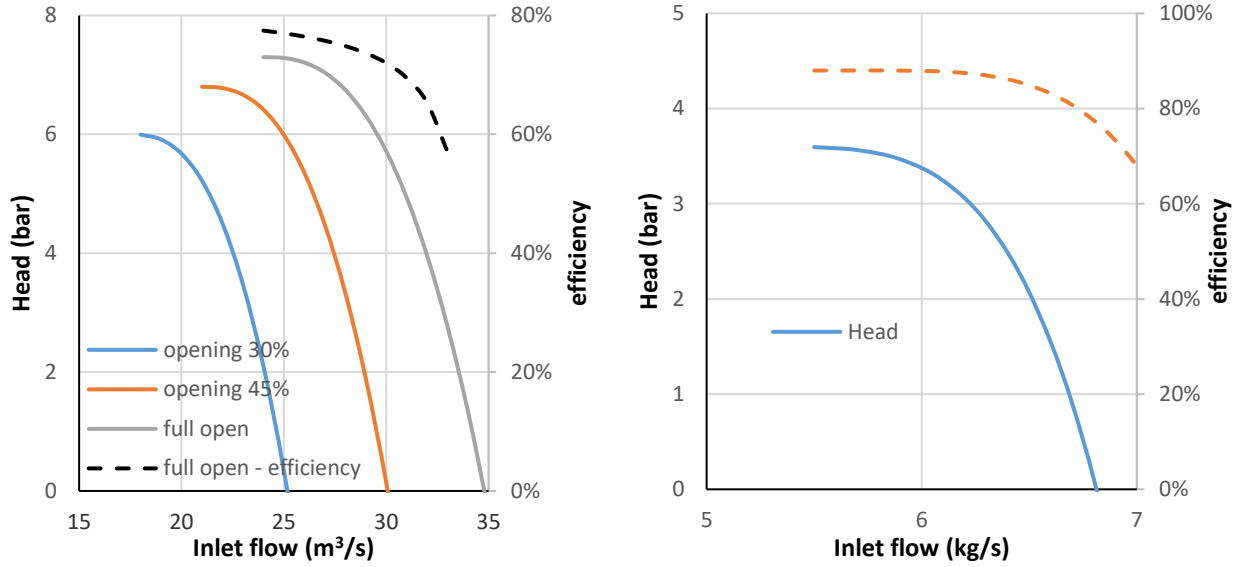 8
6
4
2
0
Head (bar)
80%
60%
40%
20%
0%
efficiency
opening 30%
opening 45%
full open
full open - efficiency
15
20
25
30
35
Inlet flow (m³/s)
5
4
3
2
1
0
Head (bar)
100%
80%
60%
40%
20%
0%
efficiency
Head
5
6
7
Inlet flow (kg/s)